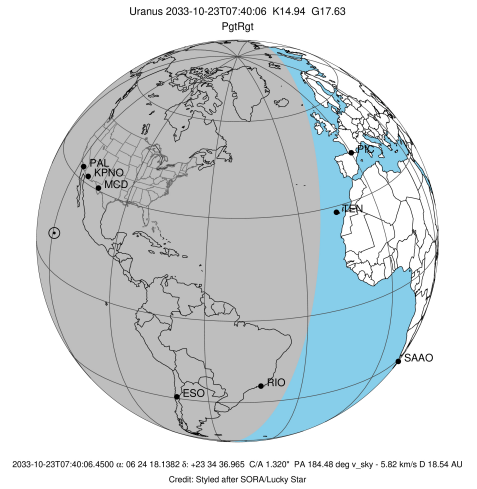 Uranus 2033-10-23T07:40:06 K14.94 G17.63
PgtRgt
PIC
PAL
KPNO
MCD
TEN
SAAO
RIO
ESO
2033-10-23T07:40:06.4500 α: 06 24 18.1382 δ: +23 34 36.965 C/A 1.320" PA 184.48 deg v_sky - 5.82 km/s D 18.54 AU
Credit: Styled after SORA/Lucky Star